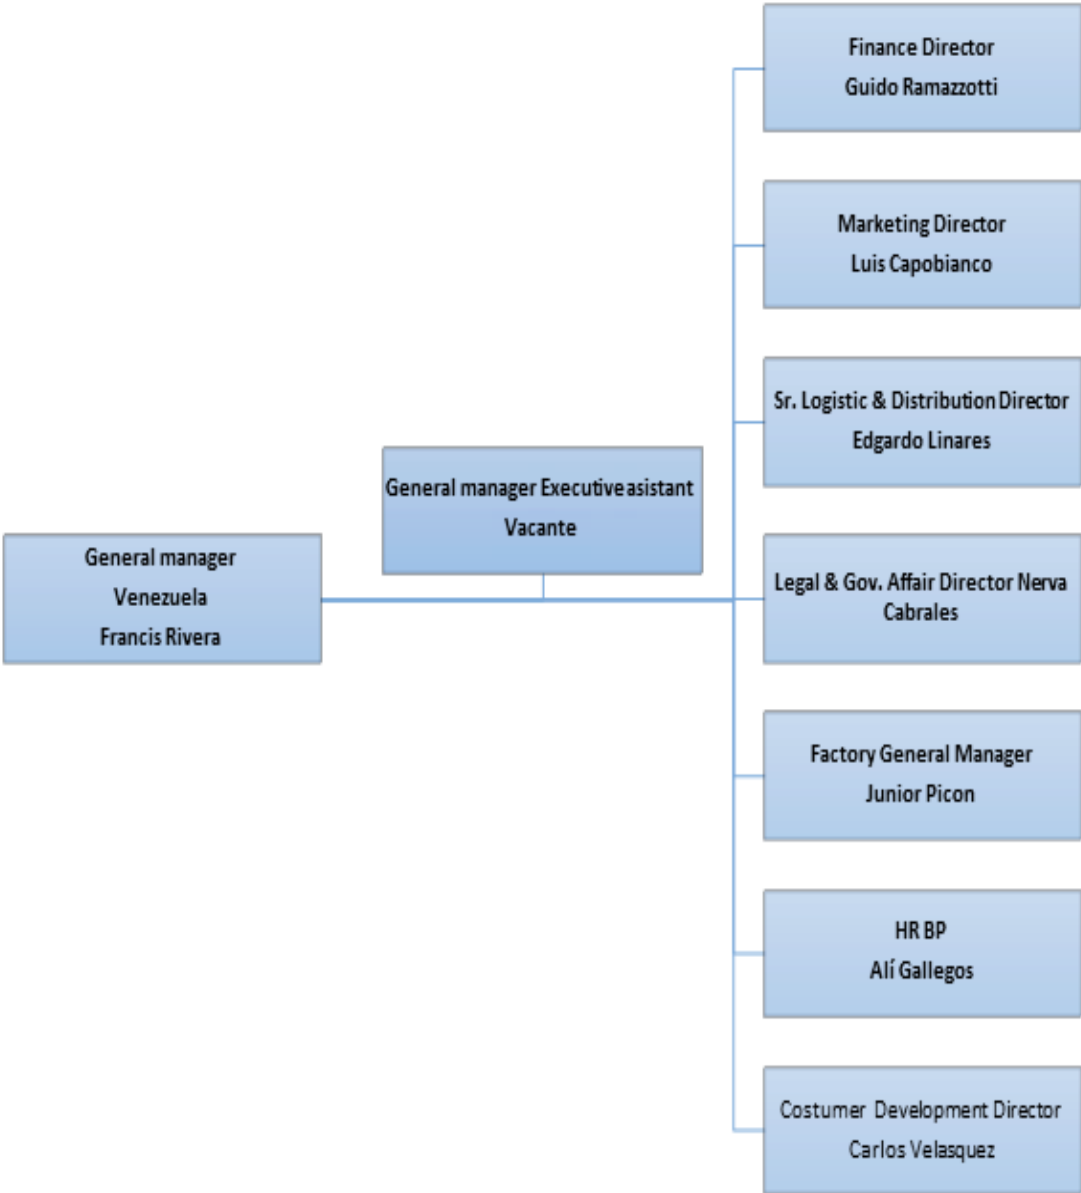 Finance Director
Guido Ramazzotti
Marketing Director
Luis Capobianco
Sr. Logistic & Distribution Director
Edgardo Linares
General manager Executive asistant
Vacante
General manager
Venezuela
Francis Rivera
Legal & Gov. Affair Director Nerva
Cabrales
Factory General Manager
Junior Picon
HR BP
Alí Gallegos
Costumer Development Director
Carlos Velasquez